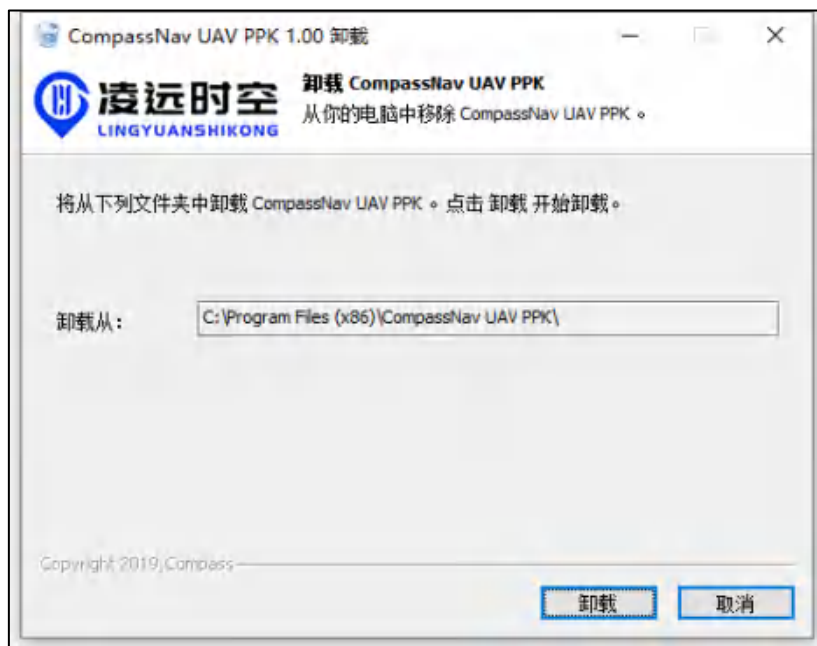 CompassNav UAV PPK 1.00 卸载
凌远时空
LINGYUANSHIKONG
卸载 CompassNav UAV PPK
从你的电脑中移除 CompassNav UAV PPK 。
将从下列文件夹中卸载 CompassNav UAV PPK 。点击 卸载 开始卸载。
卸载从：
C:\Program Files (x86)\CompassNav UAV PPK\
Copyright 2019,Compass
卸载
取消